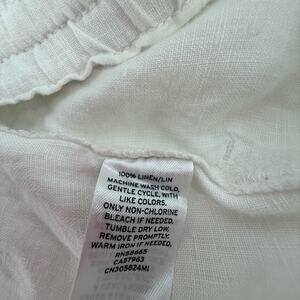 100% LINEN/LIN
MACHINE WASH COLD,
GENTLE CYCLE, WITH
LIKE COLORS.
ONLY NON-CHLORINE
BLEACH IF NEEDED.
TUMBLE DRY LOW.
REMOVE PROMPTLY.
WARM IRON IF NEEDED.
RN58665
CA57963
CN305824MI